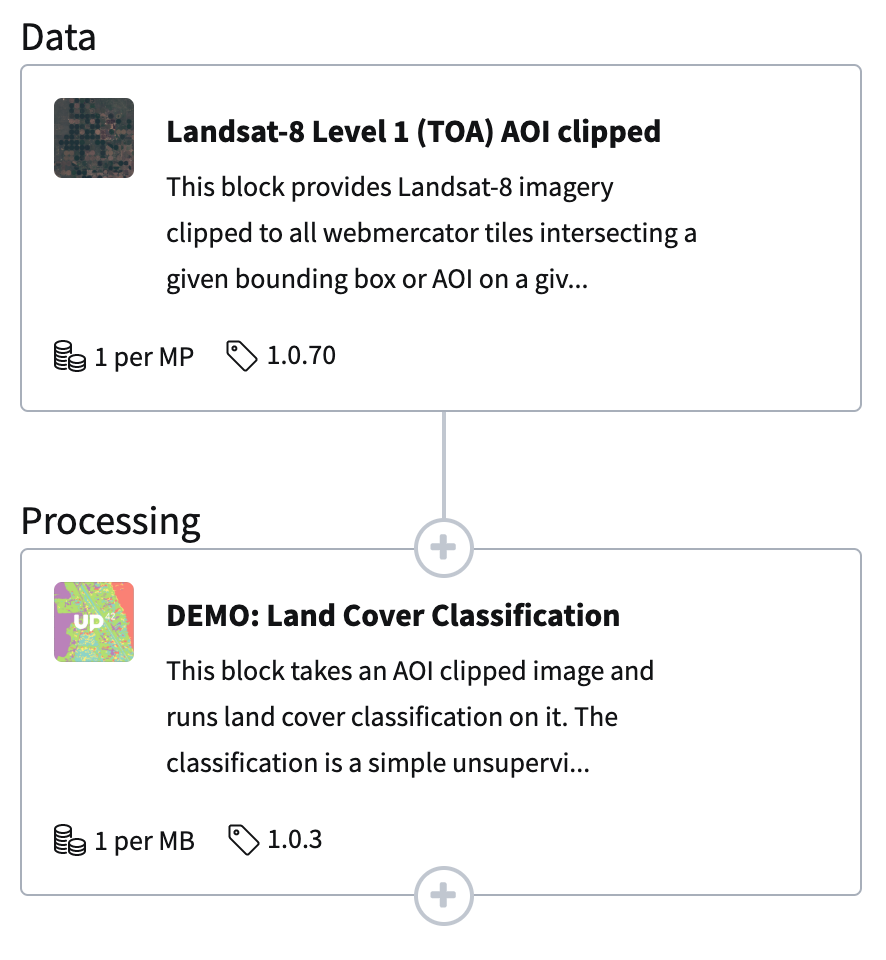 Data
Landsat-8 Level 1 (TOA) AOI clipped
This block provides Landsat-8 imagery
clipped to all webmercator tiles intersecting a
given bounding box or AOI on a giv...
1 per MP 1.0.70
Processing
up42
DEMO: Land Cover Classification
This block takes an AOI clipped image and
runs land cover classification on it. The
classification is a simple unsupervi...
1 per MB 1.0.3